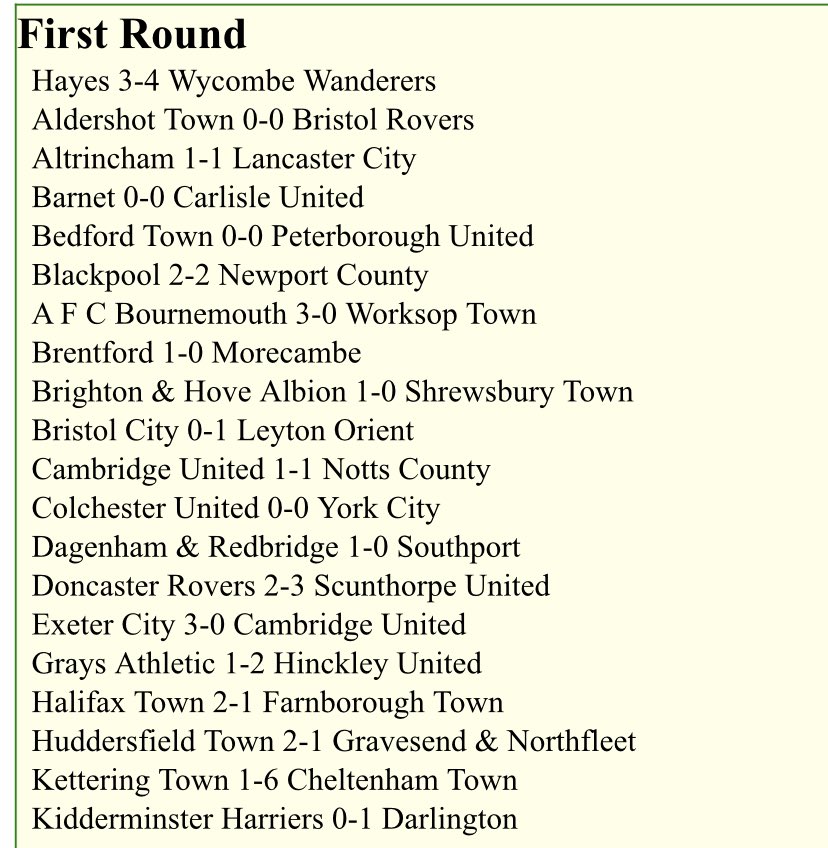 First Round
Hayes 3-4 Wycombe Wanderers
Aldershot Town 0-0 Bristol Rovers
Altrincham 1-1 Lancaster City
Barnet 0-0 Carlisle United
Bedford Town 0-0 Peterborough United
Blackpool 2-2 Newport County
A F C Bournemouth 3-0 Worksop Town
Brentford 1-0 Morecambe
Brighton & Hove Albion 1-0 Shrewsbury Town
Bristol City 0-1 Leyton Orient
Cambridge United 1-1 Notts County
Colchester United 0-0 York City
Dagenham & Redbridge 1-0 Southport
Doncaster Rovers 2-3 Scunthorpe United
Exeter City 3-0 Cambridge United
Grays Athletic 1-2 Hinckley United
Halifax Town 2-1 Farnborough Town
Huddersfield Town 2-1 Gravesend & Northfleet
Kettering Town 1-6 Cheltenham Town
Kidderminster Harriers 0-1 Darlington